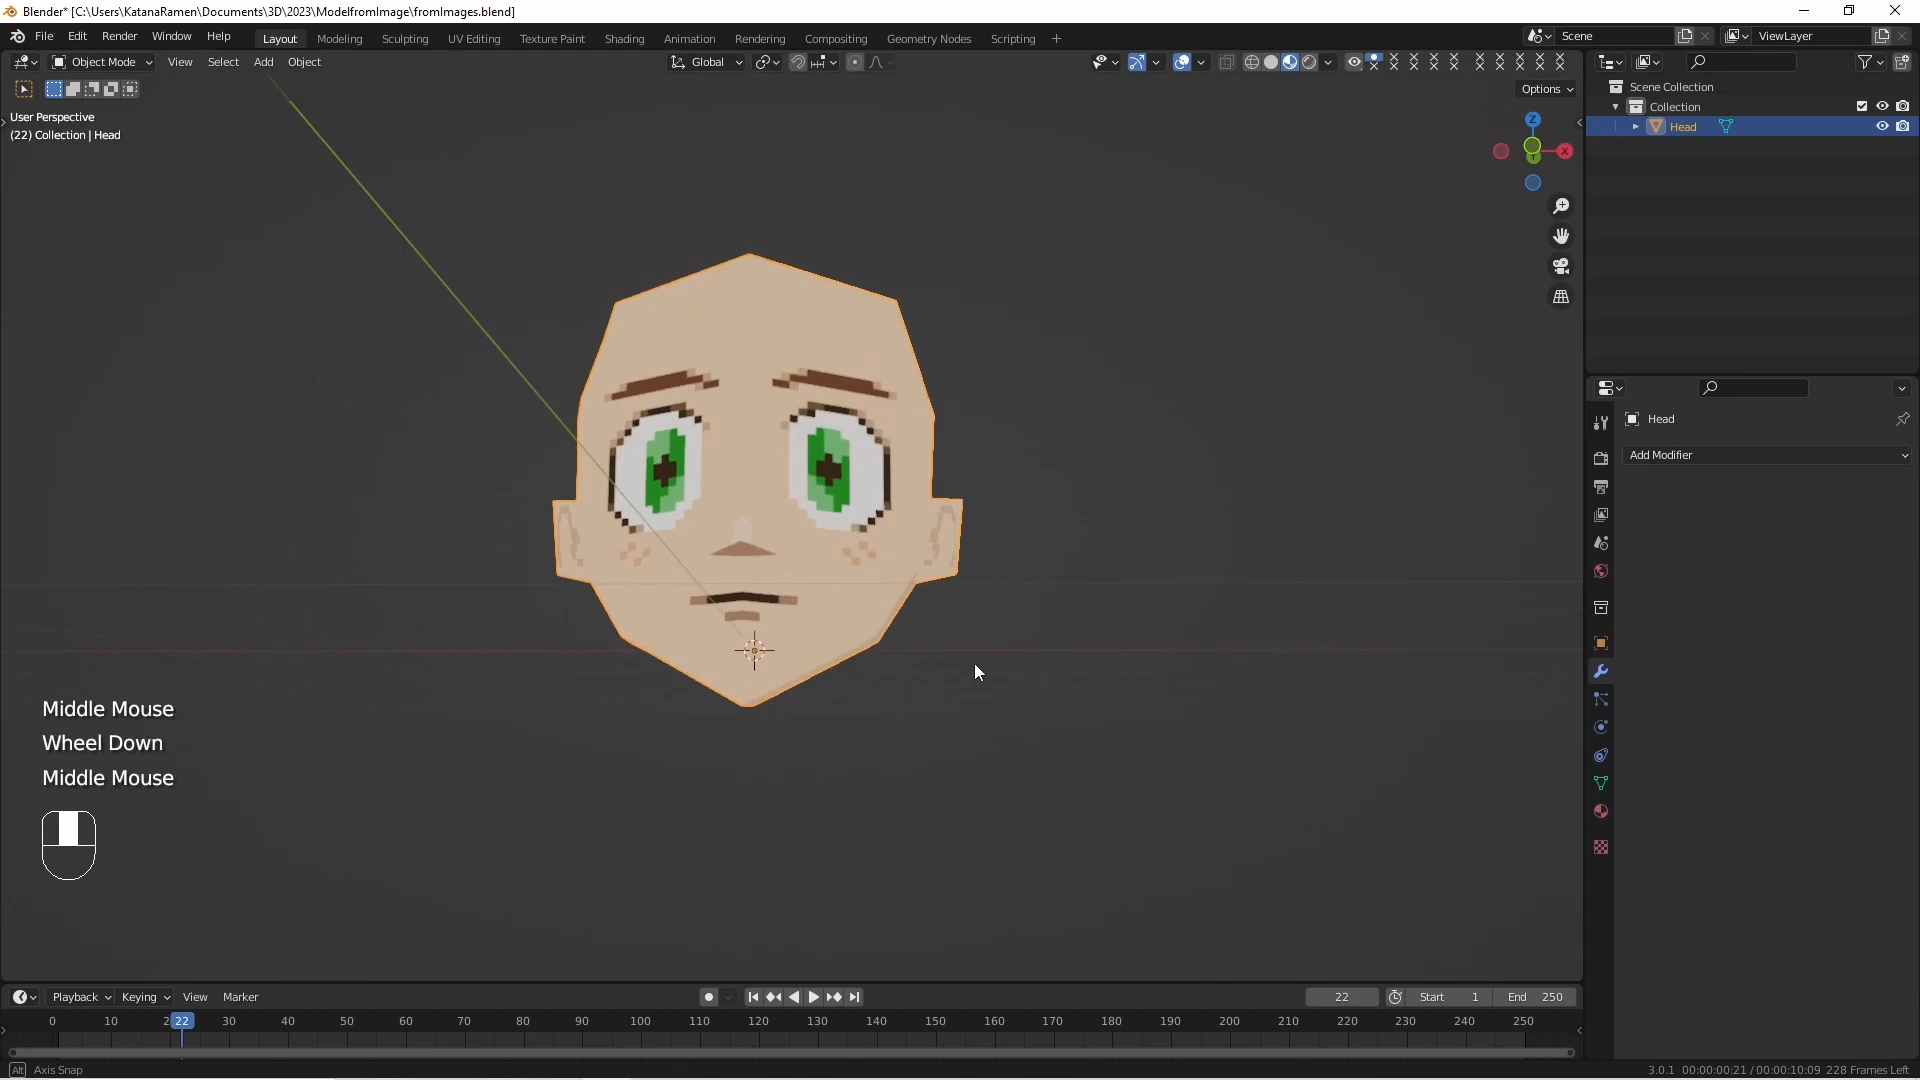 Blender* [C:\Users\KatanaRamen\Documents\3D\2023\ModelfromImage\fromImages.blend]
File Edit Render Window Help Layout Modeling Sculpting UV Editing Texture Paint Shading Animation Rendering Compositing Geometry Nodes Scripting + Scene ViewLayer
Object Mode View Select Add Object Global
Options
User Perspective
(22) Collection | Head
Z
X
Y
Scene Collection
Collection
Head
Head
Add Modifier
Middle Mouse
Wheel Down
Middle Mouse
Playback Keying View Marker 22 Start 1 End 250
0 10 2 22 30 40 50 60 70 80 90 100 110 120 130 140 150 160 170 180 190 200 210 220 230 240 250
Alt Axis Snap 3.0.1 00:00:00:21 / 00:00:10:09 228 Frames Left